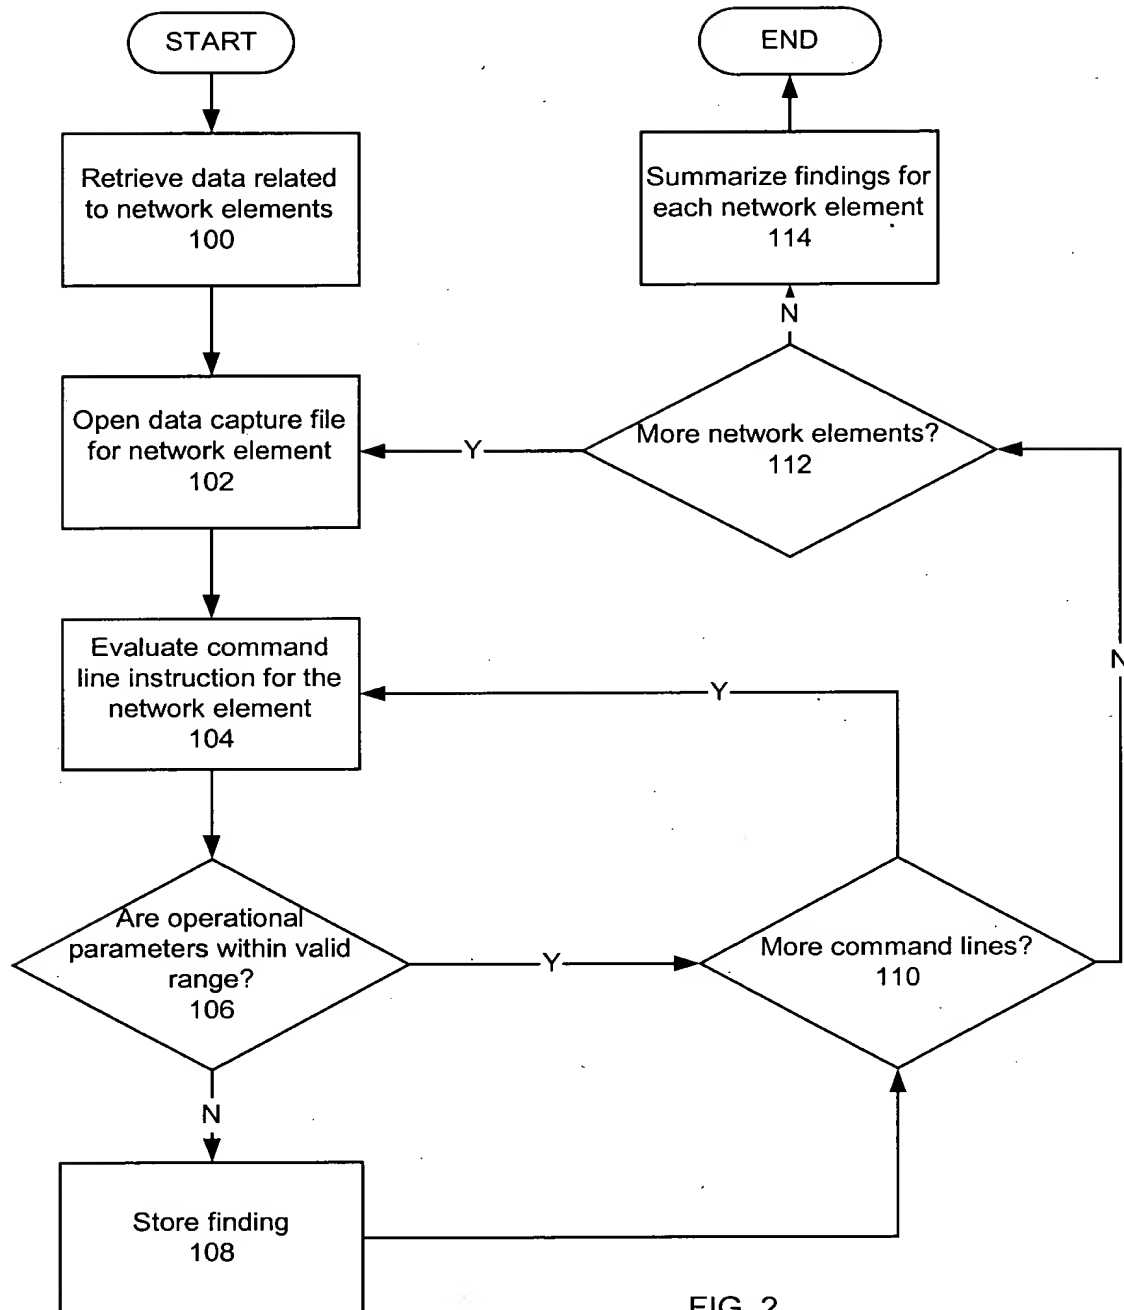 START
END
Retrieve data related
to network elements
100
Summarize findings for
each network element
114
N
Open data capture file
for network element
102
Y
More network elements?
112
Evaluate command
line instruction for the
network element
104
Y
N
Are operational
parameters within valid
range?
106
Y
More command lines?
110
N
Store finding
108
FIG. 2